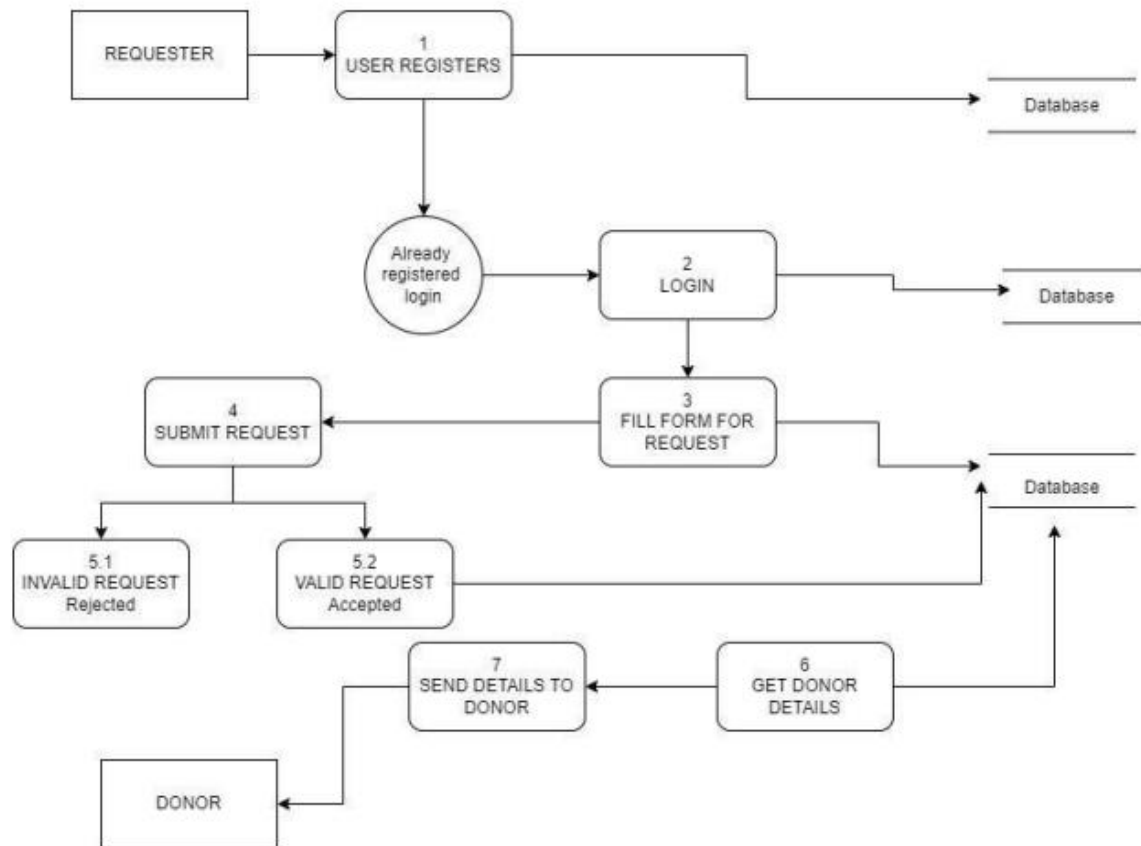 REQUESTER
1
USER REGISTERS
Database
Already
registered
login
2
LOGIN
Database
4
SUBMIT REQUEST
3
FILL FORM FOR
REQUEST
Database
5.1
INVALID REQUEST
Rejected
5.2
VALID REQUEST
Accepted
7
SEND DETAILS TO
DONOR
6
GET DONOR
DETAILS
DONOR